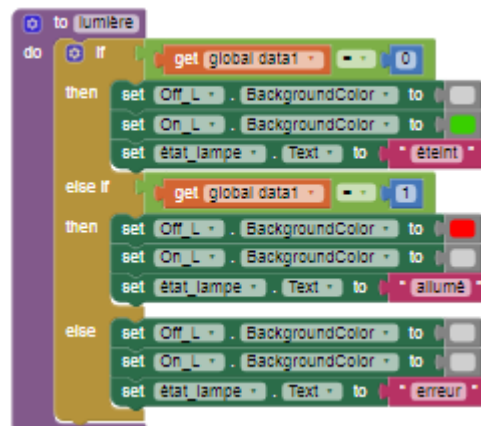 to lumière
do if get global data1 = 0
then set Off_L . BackgroundColor to
set On_L . BackgroundColor to
set état_lampe . Text to " éteint "
else if get global data1 = 1
then set Off_L . BackgroundColor to
set On_L . BackgroundColor to
set état_lampe . Text to " allumé "
else set Off_L . BackgroundColor to
set On_L . BackgroundColor to
set état_lampe . Text to " erreur "